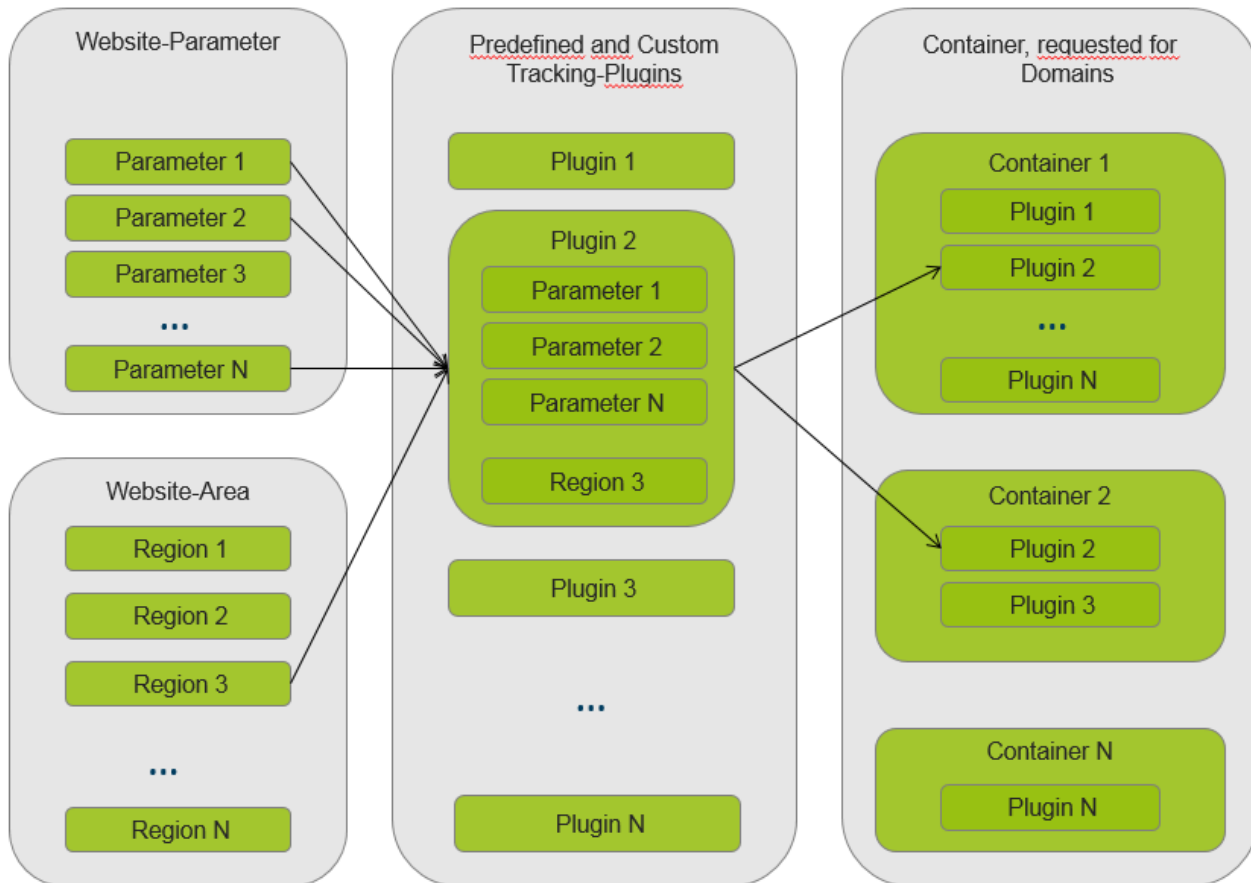 Website-Parameter
Parameter 1
Parameter 2
Parameter 3
...
Parameter N
Website-Area
Region 1
Region 2
Region 3
...
Region N
Predefined and Custom
Tracking-Plugins
Plugin 1
Plugin 2
Parameter 1
Parameter 2
Parameter N
Region 3
Plugin 3
...
Plugin N
Container, requested for
Domains
Container 1
Plugin 1
Plugin 2
...
Plugin N
Container 2
Plugin 2
Plugin 3
Container N
Plugin N